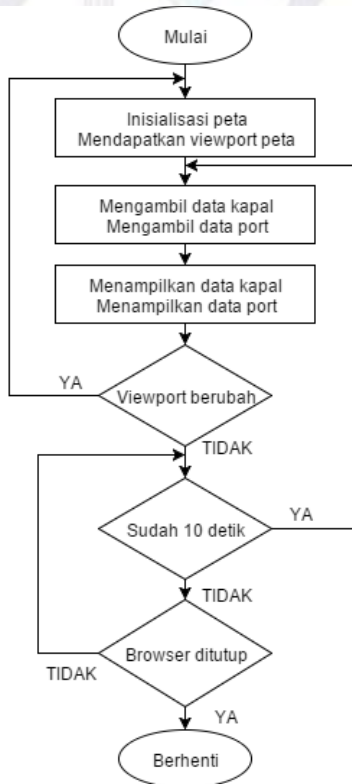 Mulai
Inisialisasi peta
Mendapatkan viewport peta
Mengambil data kapal
Mengambil data port
Menampilkan data kapal
Menampilkan data port
YA
Viewport berubah
TIDAK
Sudah 10 detik
YA
TIDAK
Browser ditutup
TIDAK
YA
Berhenti